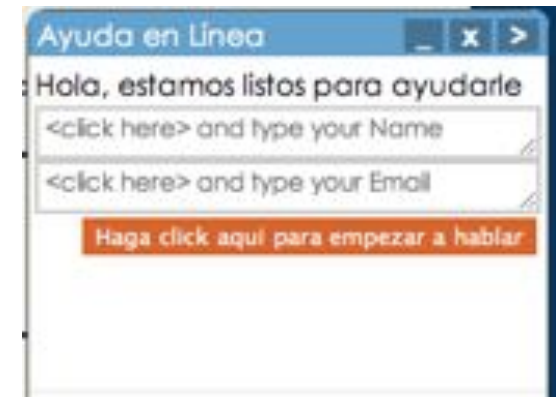 Ayuda en Línea _ x >
Hola, estamos listos para ayudarle
<click here> and type your Name
<click here> and type your Email
Haga click aqui para empezar a hablar